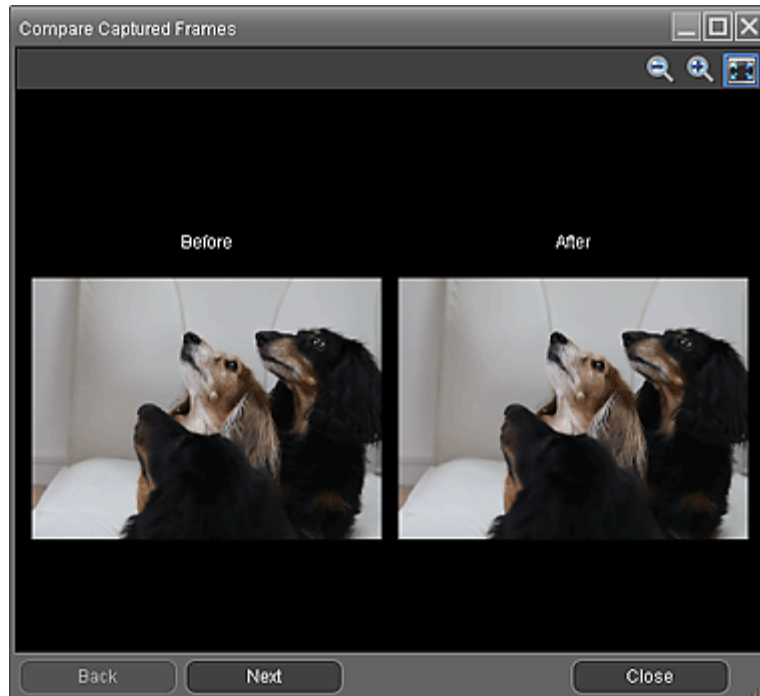 Compare Captured Frames
Before
After
Back
Next
Close